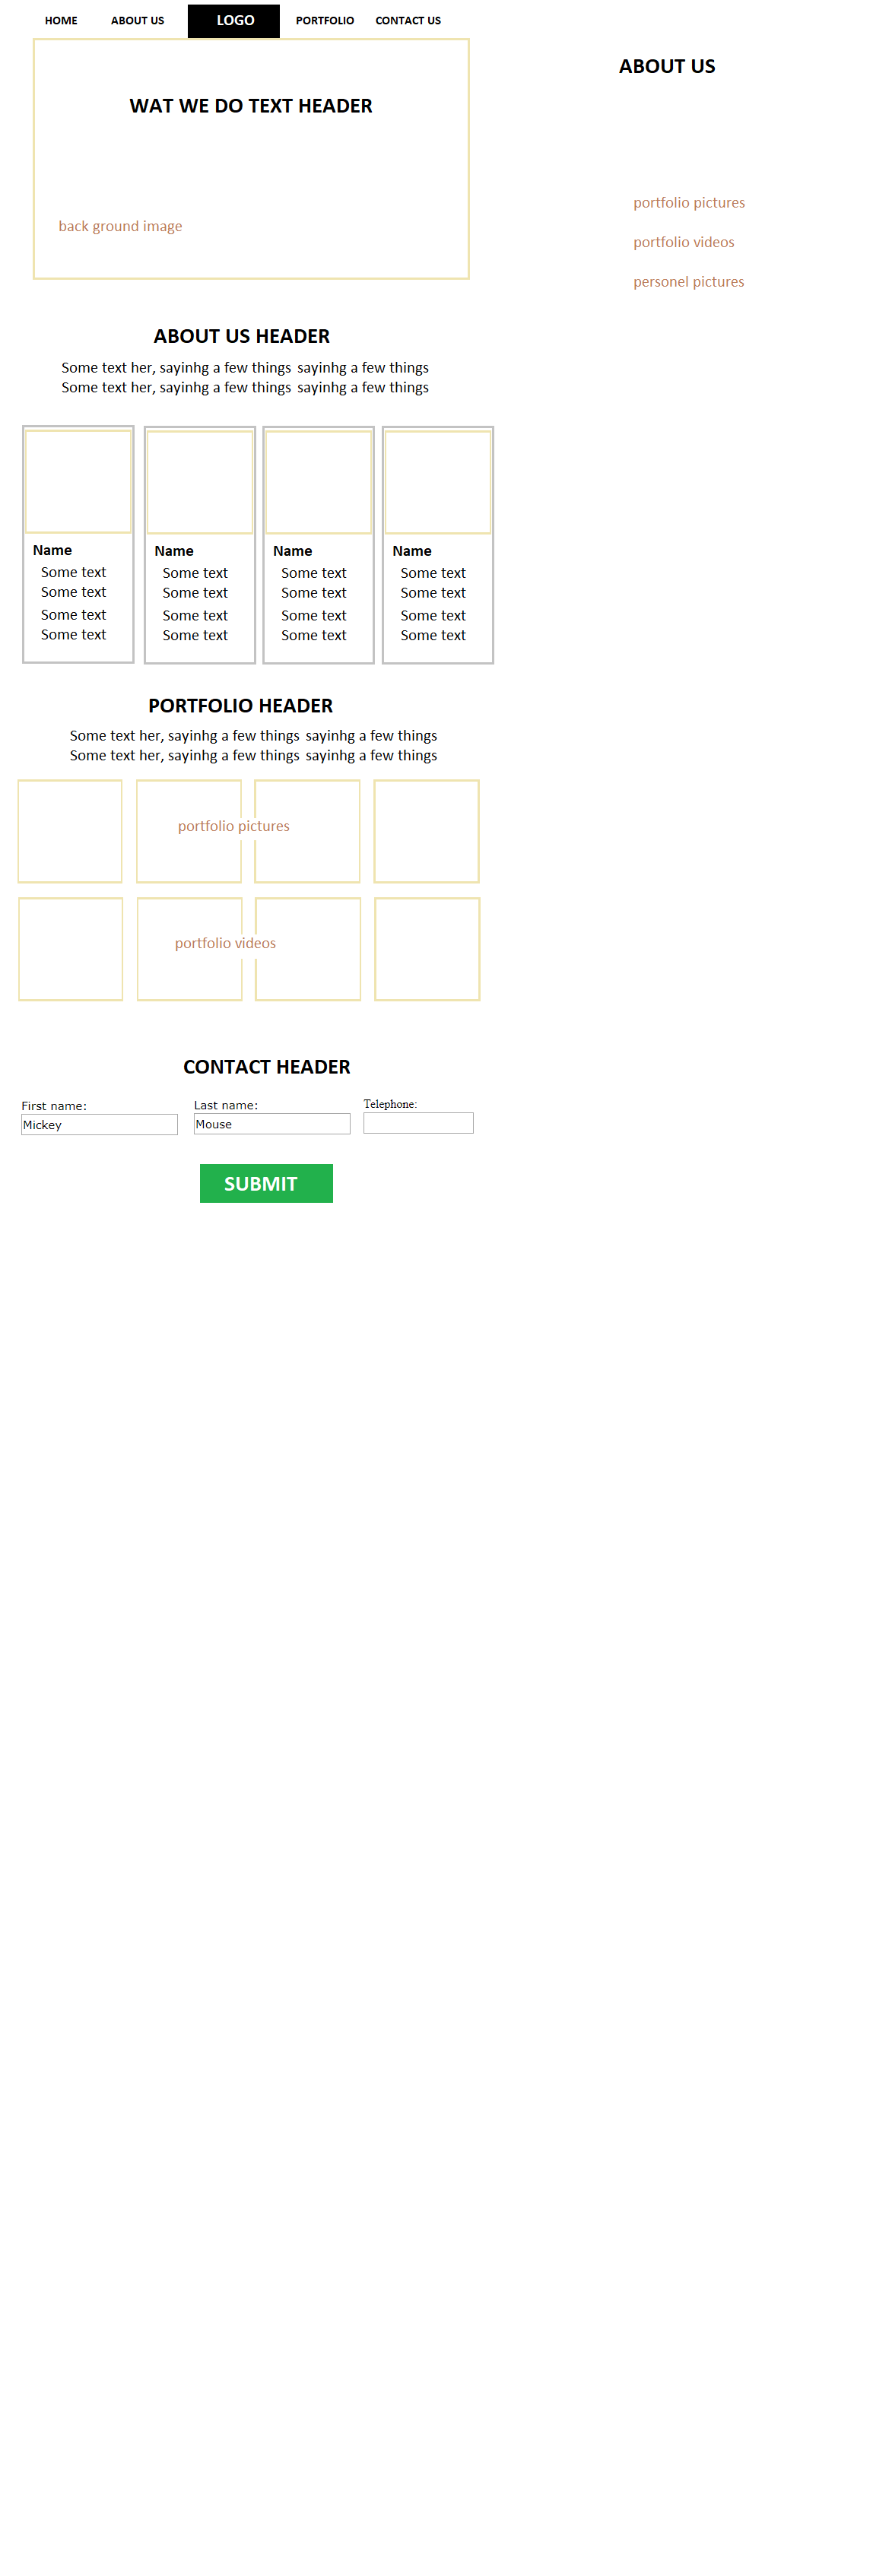 HOME ABOUT US LOGO PORTFOLIO CONTACT US
WAT WE DO TEXT HEADER
back ground image
ABOUT US HEADER
Some text her, sayinhg a few things sayinhg a few things
Some text her, sayinhg a few things sayinhg a few things
Name Name Name Name
Some text Some text Some text Some text
Some text Some text Some text Some text
Some text Some text Some text Some text
Some text Some text Some text Some text
PORTFOLIO HEADER
Some text her, sayinhg a few things sayinhg a few things
Some text her, sayinhg a few things sayinhg a few things
portfolio pictures
portfolio videos
CONTACT HEADER
First name: Last name: Telephone:
Mickey Mouse
SUBMIT
ABOUT US
portfolio pictures
portfolio videos
personel pictures